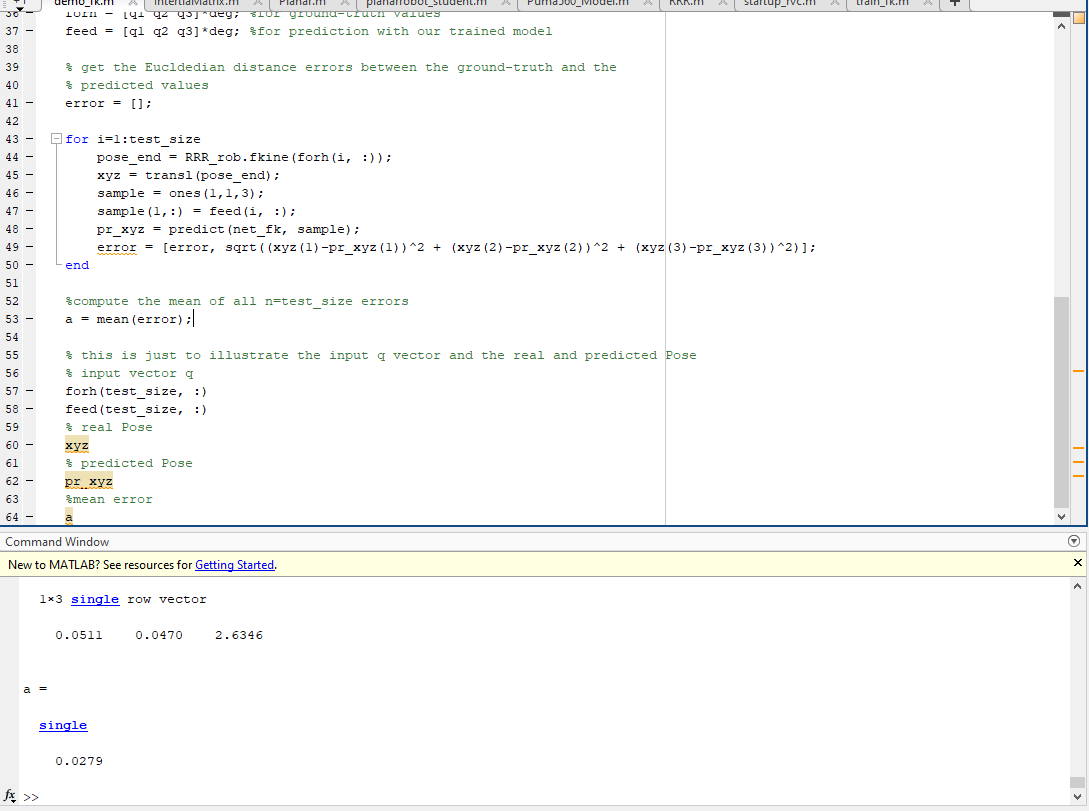 demo_fk.m InertiaMatrix.m Planar.m planarrobot_student.m Puma560_Model.m RRR.m startup_rvc.m train_fk.m +
36 forh = [q1 q2 q3]*deg; %for ground-truth values
37 feed = [q1 q2 q3]*deg; %for prediction with our trained model
38
39 % get the Eucldedian distance errors between the ground-truth and the
40 % predicted values
41 error = [];
42
43 for i=1:test_size
44 pose_end = RRR_rob.fkine(forh(i, :));
45 xyz = transl(pose_end);
46 sample = ones(1,1,3);
47 sample(1,:) = feed(i, :);
48 pr_xyz = predict(net_fk, sample);
49 error = [error, sqrt((xyz(1)-pr_xyz(1))^2 + (xyz(2)-pr_xyz(2))^2 + (xyz(3)-pr_xyz(3))^2)];
50 end
51
52 %compute the mean of all n=test_size errors
53 a = mean(error);
54
55 % this is just to illustrate the input q vector and the real and predicted Pose
56 % input vector q
57 forh(test_size, :)
58 feed(test_size, :)
59 % real Pose
60 xyz
61 % predicted Pose
62 pr_xyz
63 %mean error
64 a
Command Window
New to MATLAB? See resources for Getting Started.
1×3 single row vector
0.0511 0.0470 2.6346
a =
single
0.0279
fx >>